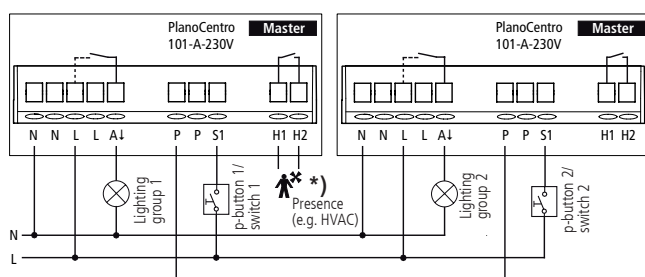 PlanoCentro Master
101-A-230V
PlanoCentro Master
101-A-230V
N N L L A↓ P P S1 H1 H2
N N L L A↓ P P S1 H1 H2
Lighting
group 1
p-button 1/
switch 1
*)
Presence
(e.g. HVAC)
Lighting
group 2
p-button 2/
switch 2
N
L